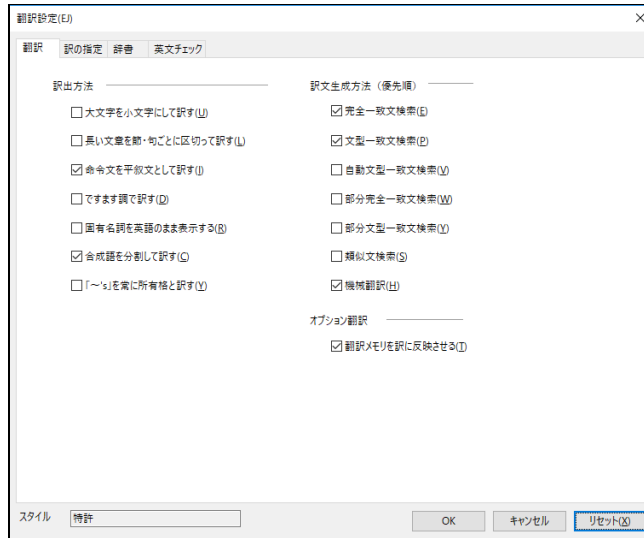 翻訳設定(EJ)
翻訳 訳の指定 辞書 英文チェック
訳出方法
大文字を小文字にして訳す(U)
長い文章を節・句ごとに区切って訳す(L)
命令文を平叙文として訳す(I)
ですます調で訳す(D)
固有名詞を英語のまま表示する(R)
合成語を分割して訳す(C)
「～'s」を常に所有格と訳す(Y)
訳文生成方法（優先順）
完全一致文検索(E)
文型一致文検索(P)
自動文型一致文検索(V)
部分完全一致文検索(W)
部分文型一致文検索(Y)
類似文検索(S)
機械翻訳(H)
オプション翻訳
翻訳メモリを訳に反映させる(T)
スタイル 特許
OK キャンセル リセット(X)